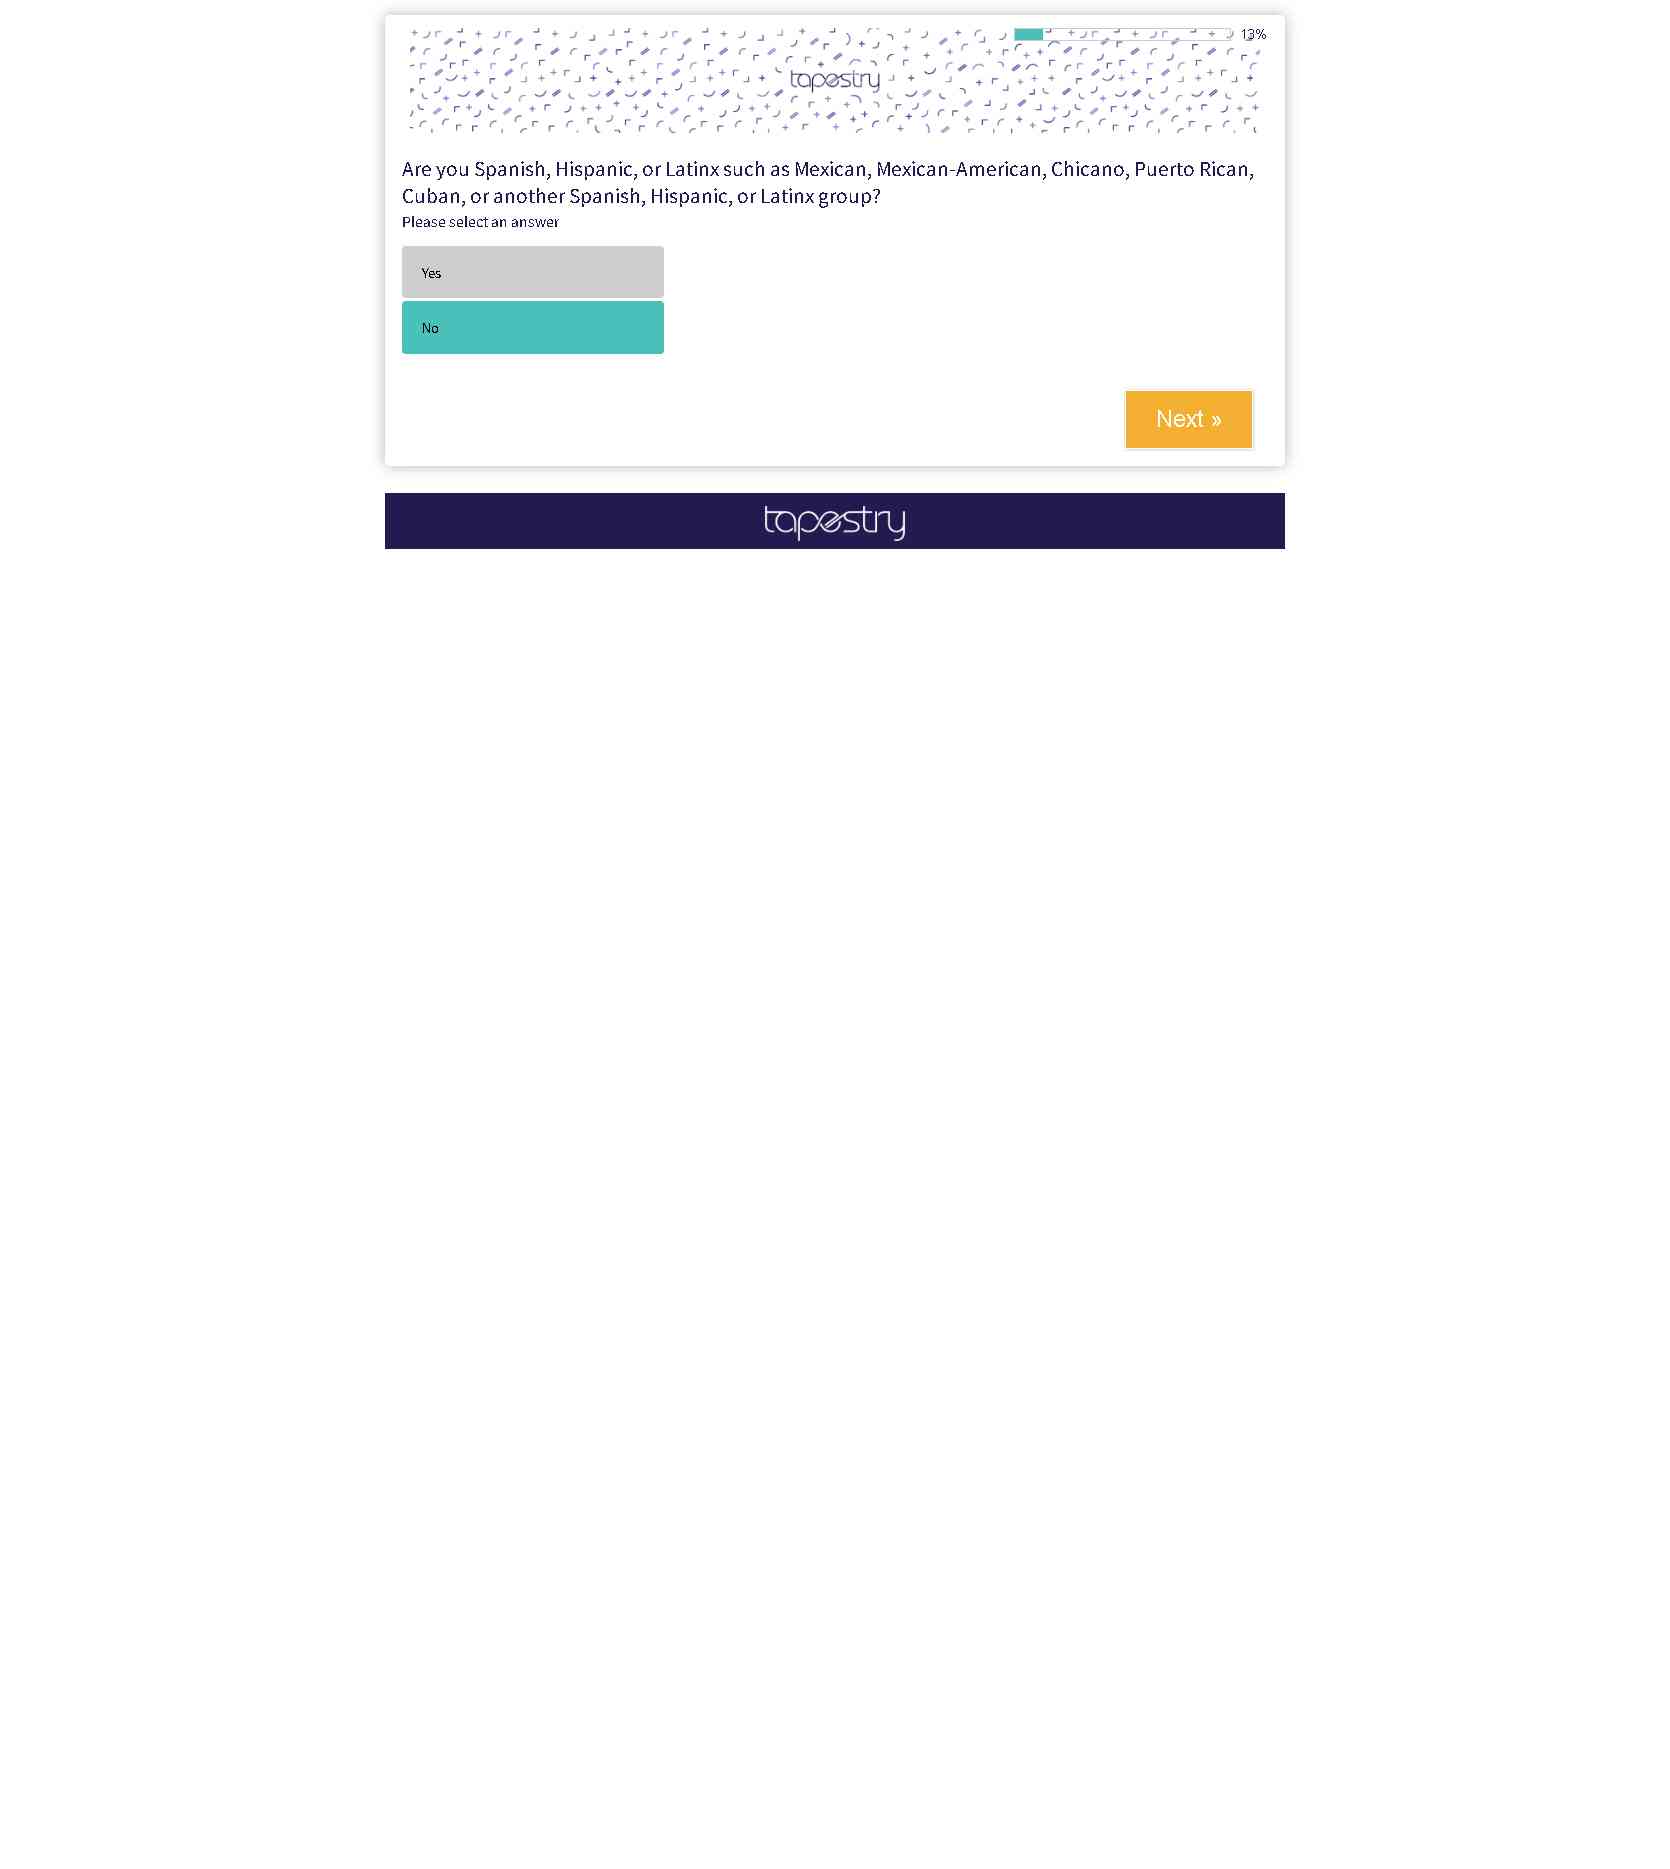 13%
tapestry
Are you Spanish, Hispanic, or Latinx such as Mexican, Mexican-American, Chicano, Puerto Rican,
Cuban, or another Spanish, Hispanic, or Latinx group?
Please select an answer
Yes
No
Next »
tapestry